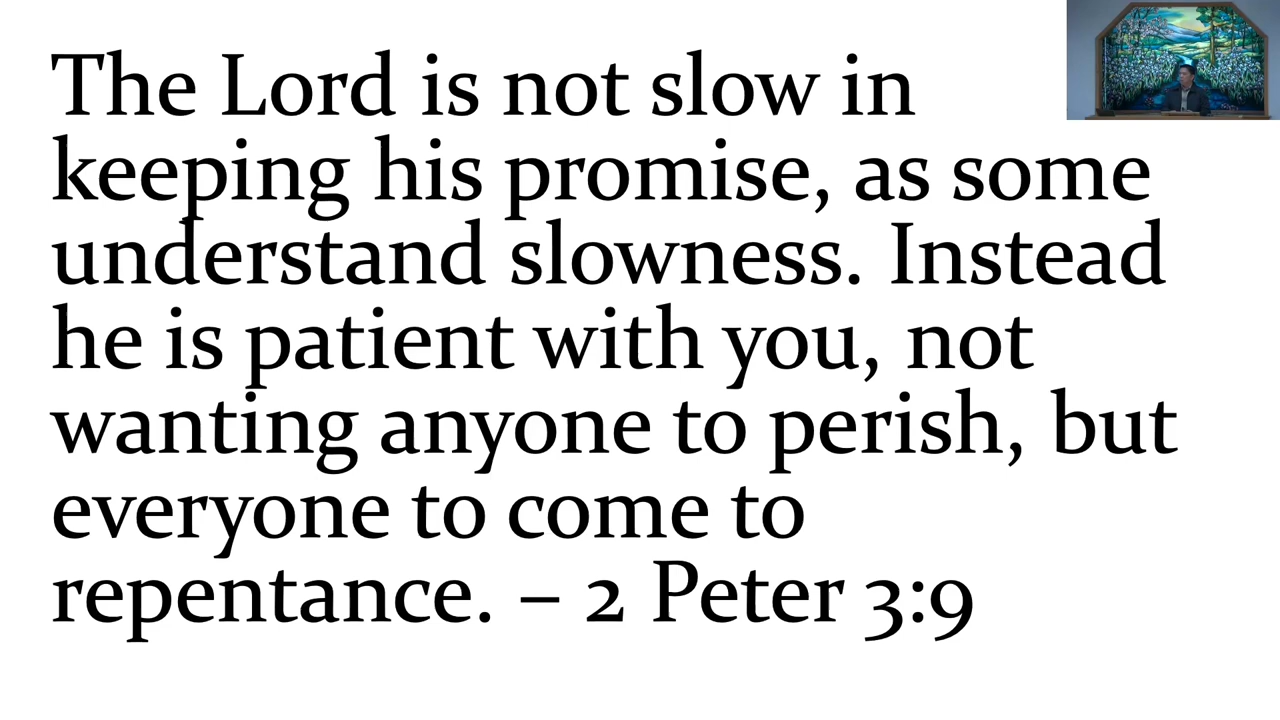 The Lord is not slow in
keeping his promise, as some
understand slowness. Instead
he is patient with you, not
wanting anyone to perish, but
everyone to come to
repentance. – 2 Peter 3:9